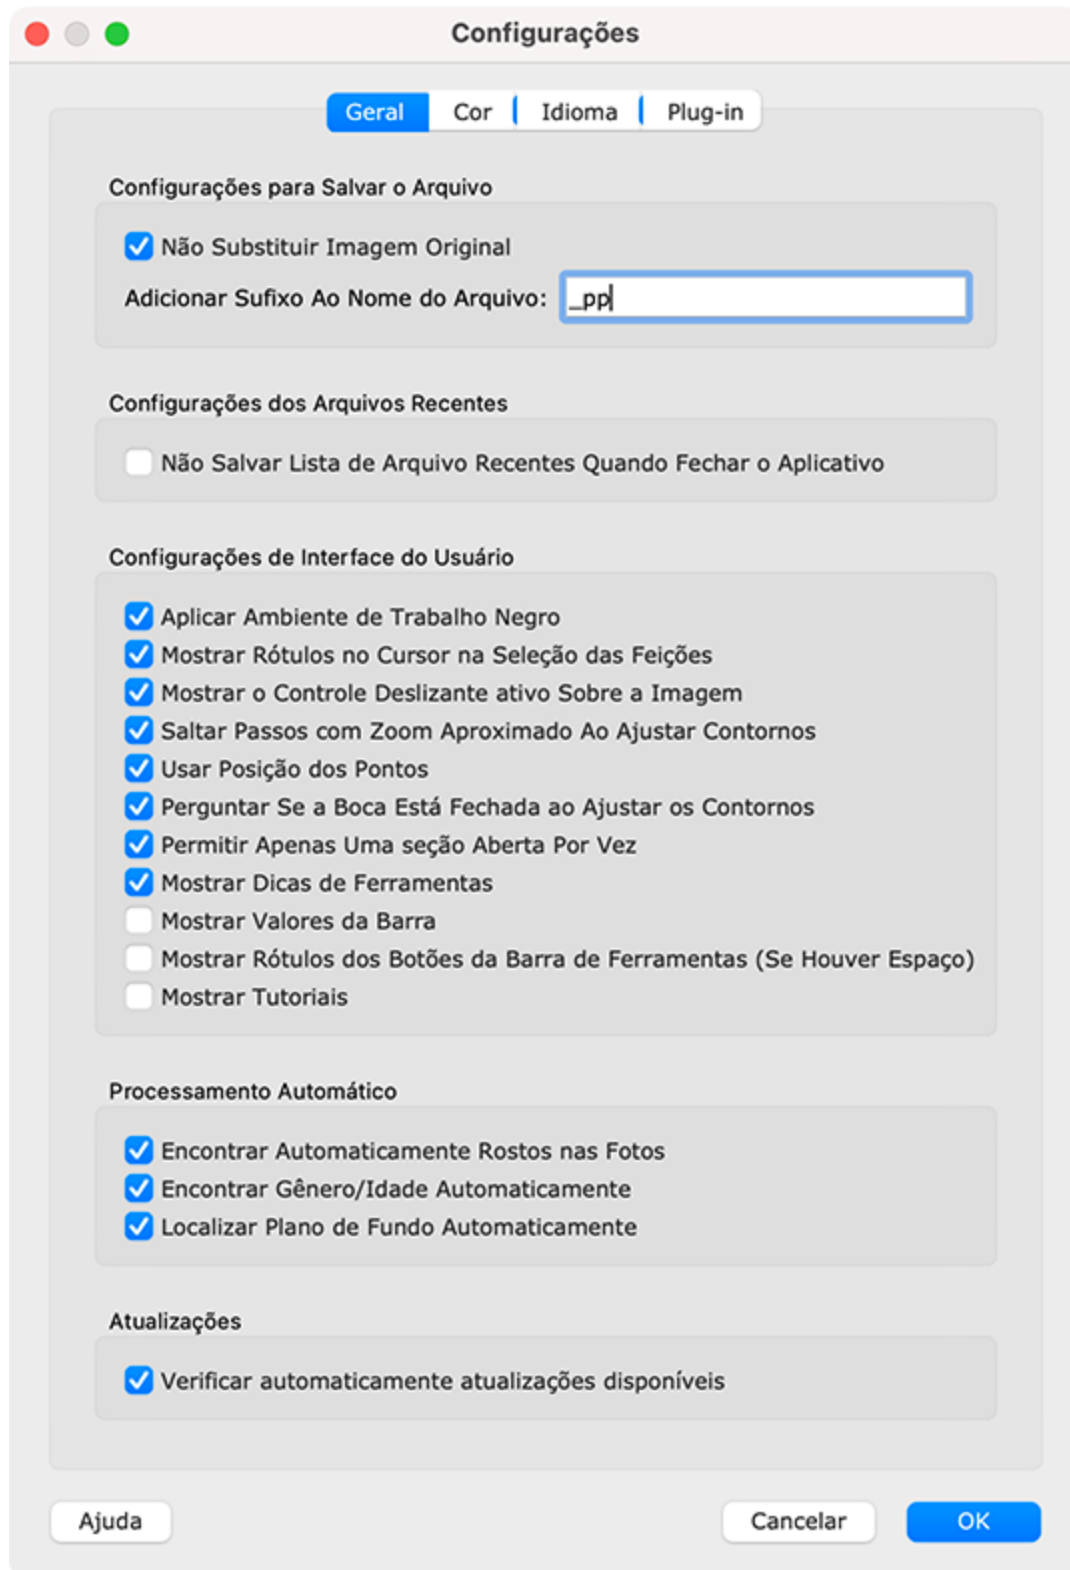 Configurações
Geral Cor Idioma Plug-in
Configurações para Salvar o Arquivo
Não Substituir Imagem Original
Adicionar Sufixo Ao Nome do Arquivo: _pp
Configurações dos Arquivos Recentes
Não Salvar Lista de Arquivo Recentes Quando Fechar o Aplicativo
Configurações de Interface do Usuário
Aplicar Ambiente de Trabalho Negro
Mostrar Rótulos no Cursor na Seleção das Feições
Mostrar o Controle Deslizante ativo Sobre a Imagem
Saltar Passos com Zoom Aproximado Ao Ajustar Contornos
Usar Posição dos Pontos
Perguntar Se a Boca Está Fechada ao Ajustar os Contornos
Permitir Apenas Uma seção Aberta Por Vez
Mostrar Dicas de Ferramentas
Mostrar Valores da Barra
Mostrar Rótulos dos Botões da Barra de Ferramentas (Se Houver Espaço)
Mostrar Tutoriais
Processamento Automático
Encontrar Automaticamente Rostos nas Fotos
Encontrar Gênero/Idade Automaticamente
Localizar Plano de Fundo Automaticamente
Atualizações
Verificar automaticamente atualizações disponíveis
Ajuda Cancelar OK